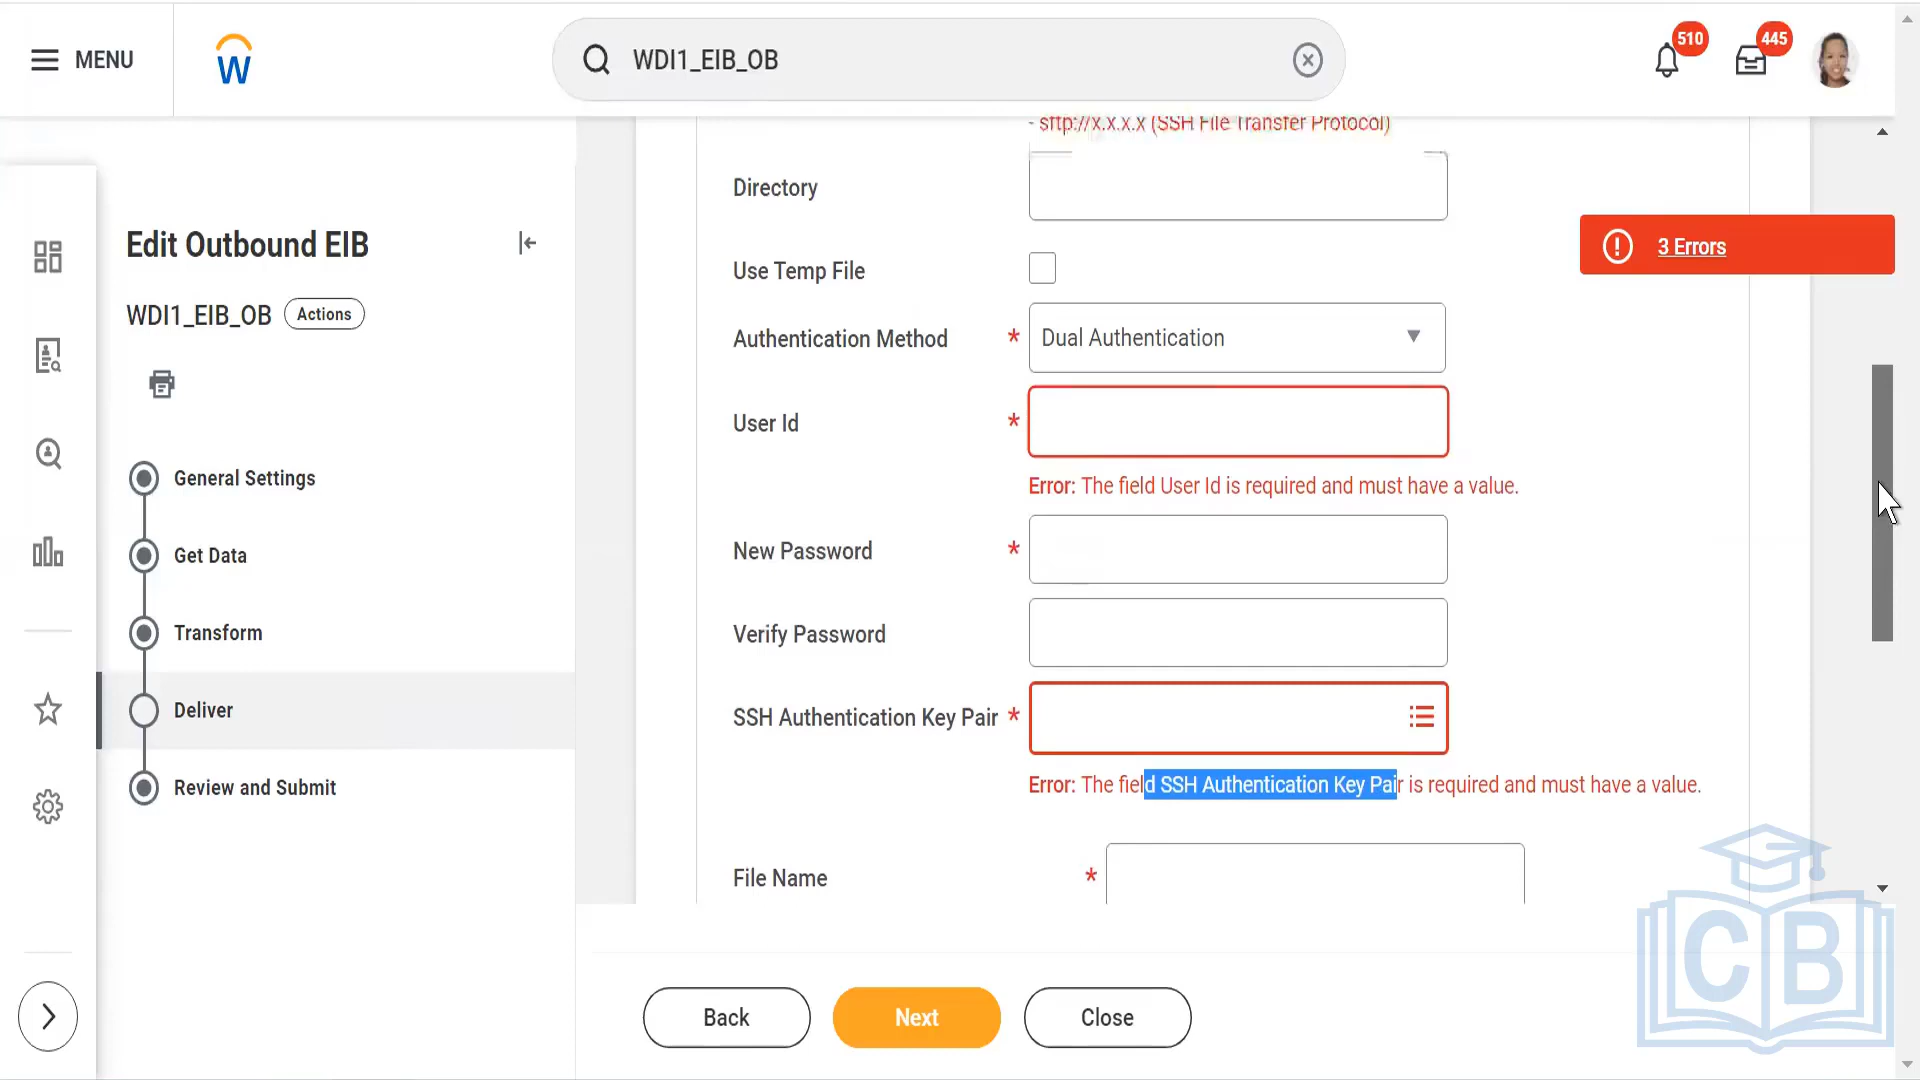 MENU
W
WDI1_EIB_OB
510
445
- sftp://x.x.x.x (SSH File Transfer Protocol)
Directory
3 Errors
Edit Outbound EIB
Use Temp File
WDI1_EIB_OB
Actions
Authentication Method * Dual Authentication
User Id *
Error: The field User Id is required and must have a value.
General Settings
Get Data
New Password *
Transform
Verify Password
Deliver
SSH Authentication Key Pair *
Error: The field SSH Authentication Key Pair is required and must have a value.
Review and Submit
File Name *
Back
Next
Close
CB